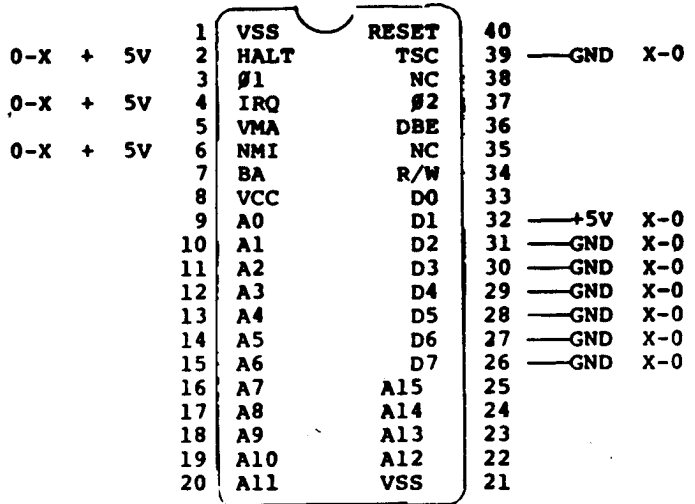 1 VSS RESET 40
0-X + 5V 2 HALT TSC 39 GND X-0
3 Ø1 NC 38
0-X + 5V 4 IRQ Ø2 37
5 VMA DBE 36
0-X + 5V 6 NMI NC 35
7 BA R/W 34
8 VCC D0 33
9 A0 D1 32 +5V X-0
10 A1 D2 31 GND X-0
11 A2 D3 30 GND X-0
12 A3 D4 29 GND X-0
13 A4 D5 28 GND X-0
14 A5 D6 27 GND X-0
15 A6 D7 26 GND X-0
16 A7 A15 25
17 A8 A14 24
18 A9 A13 23
19 A10 A12 22
20 A11 VSS 21